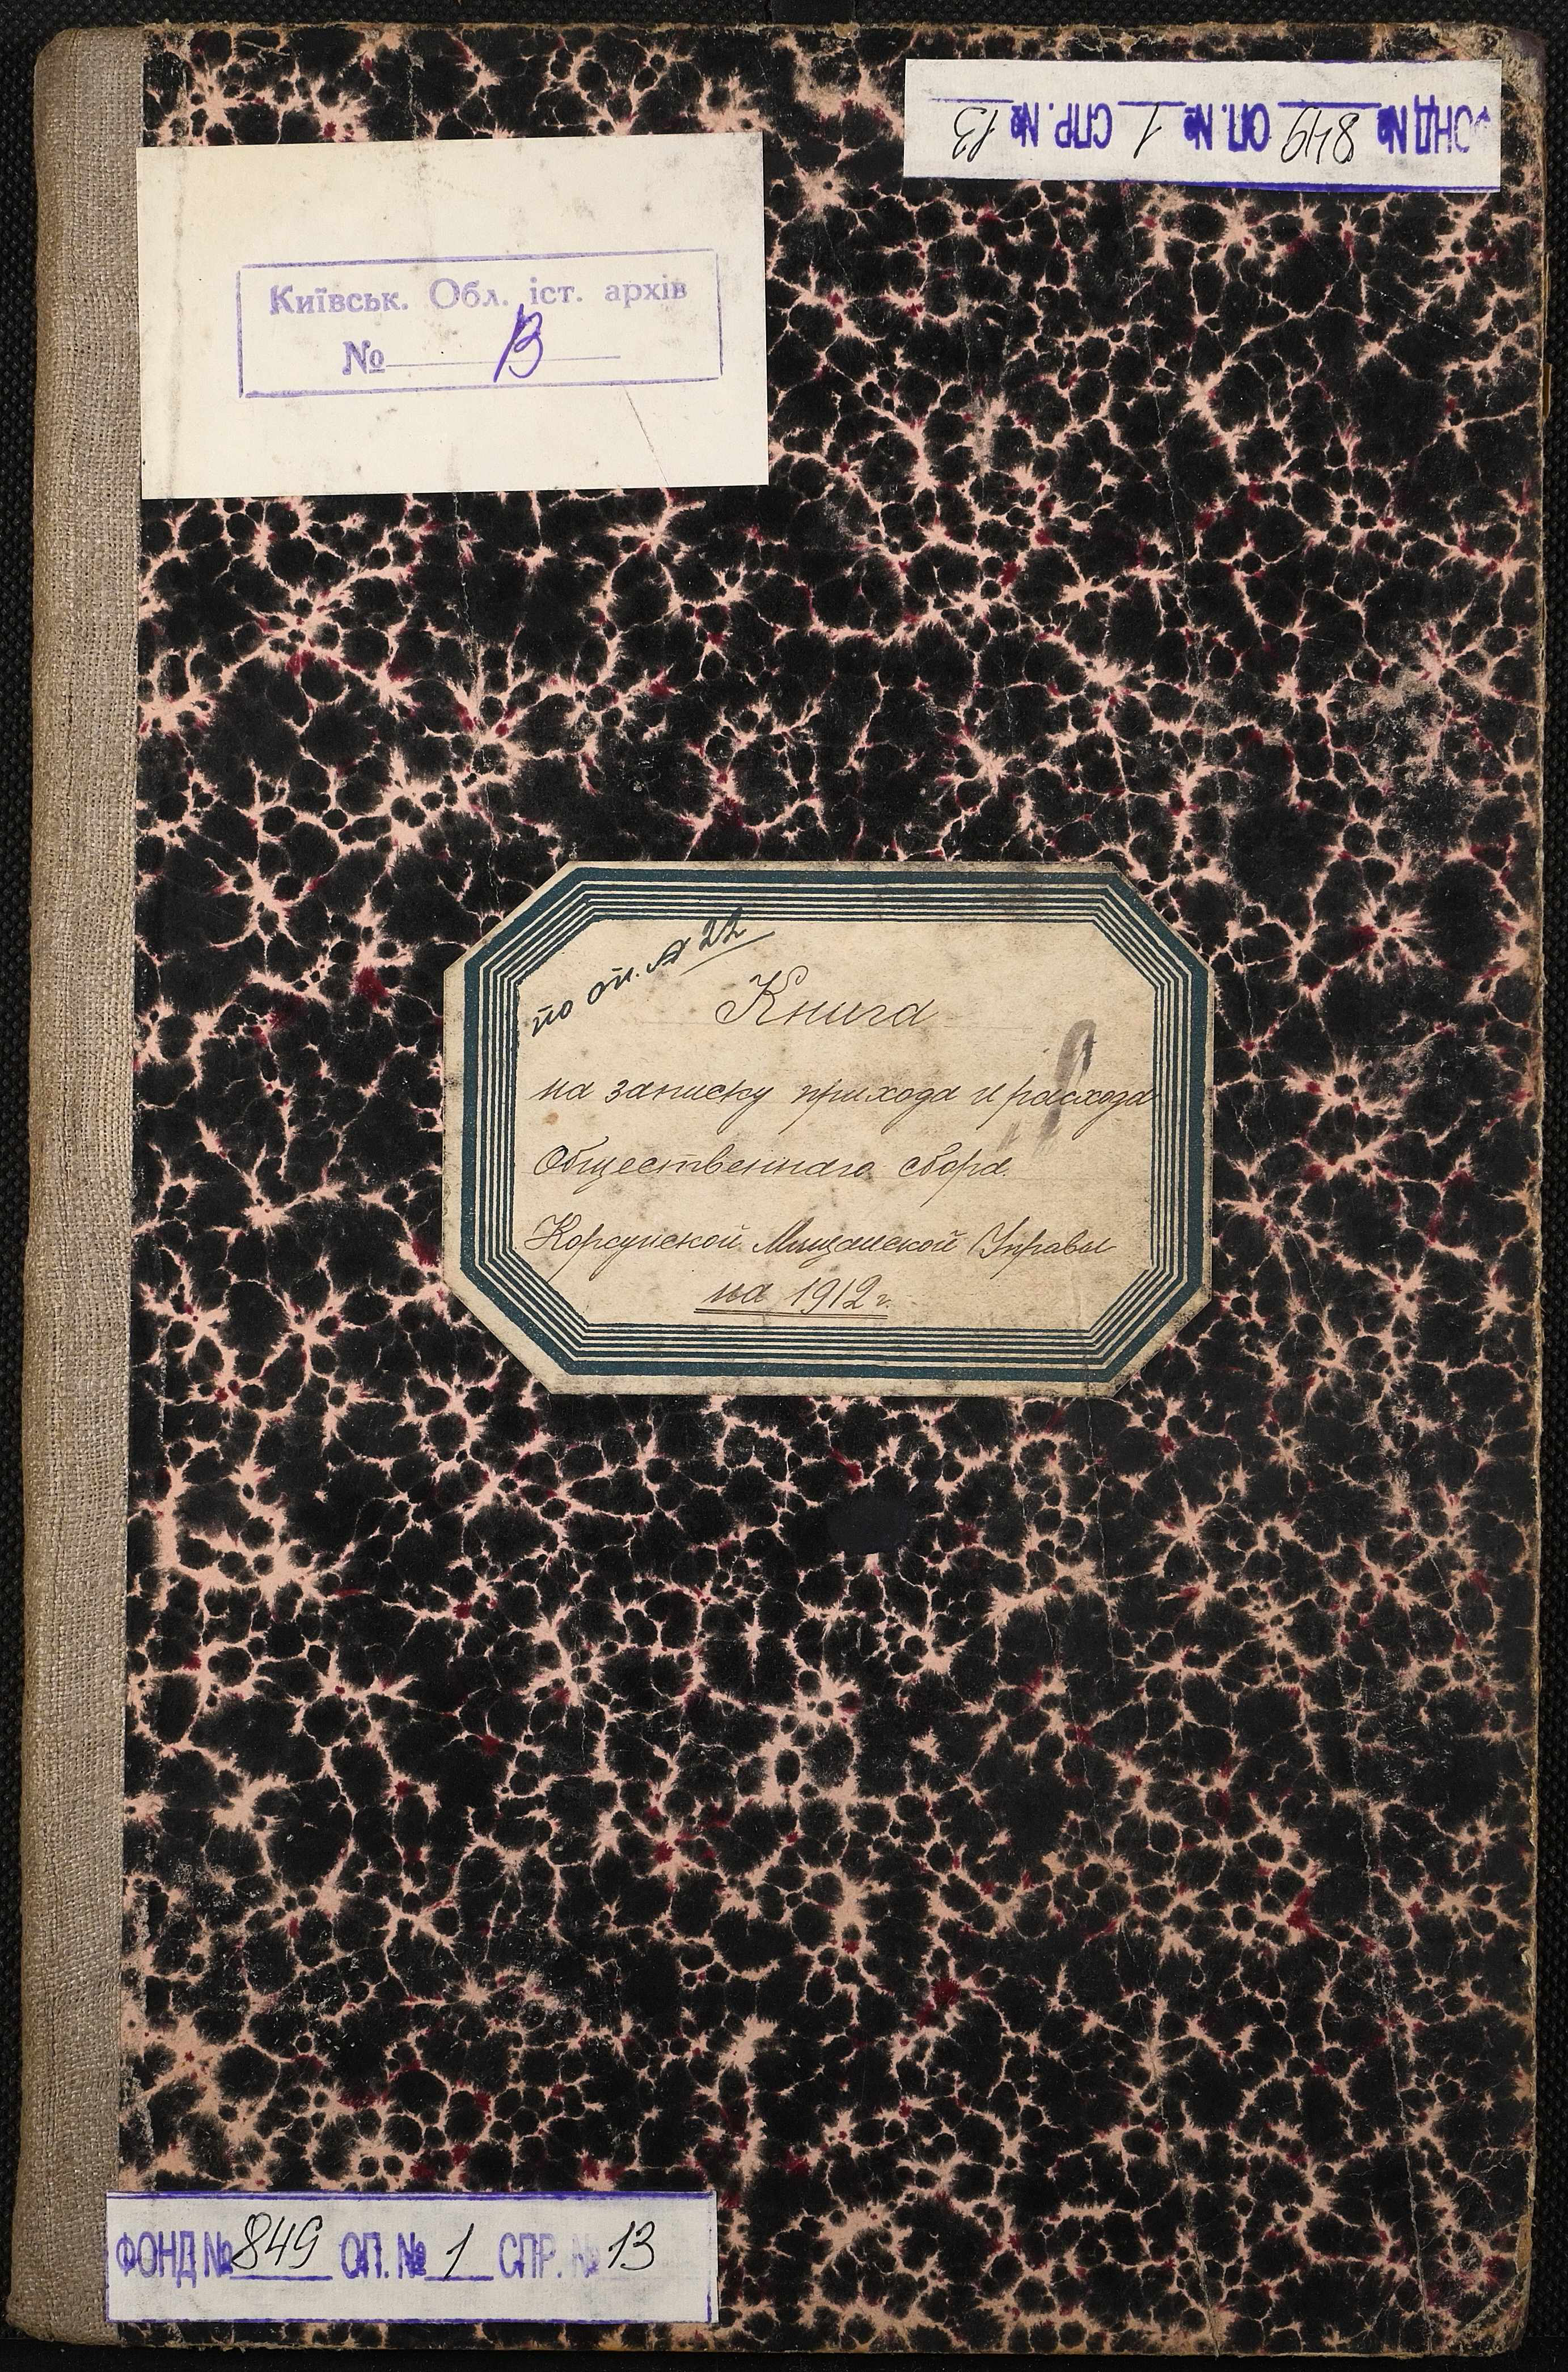 ФОНД № 849 ОП. № 1 СПР. № 13
Київськ. Обл. іст. архів
№ 13
по оп. № 22
Книга
на записку прихода и расхода
Общественнаго сбора
Корсунской Мѣщанской Управы
на 1912 г.
ФОНД № 849 ОП. № 1 СПР. № 13